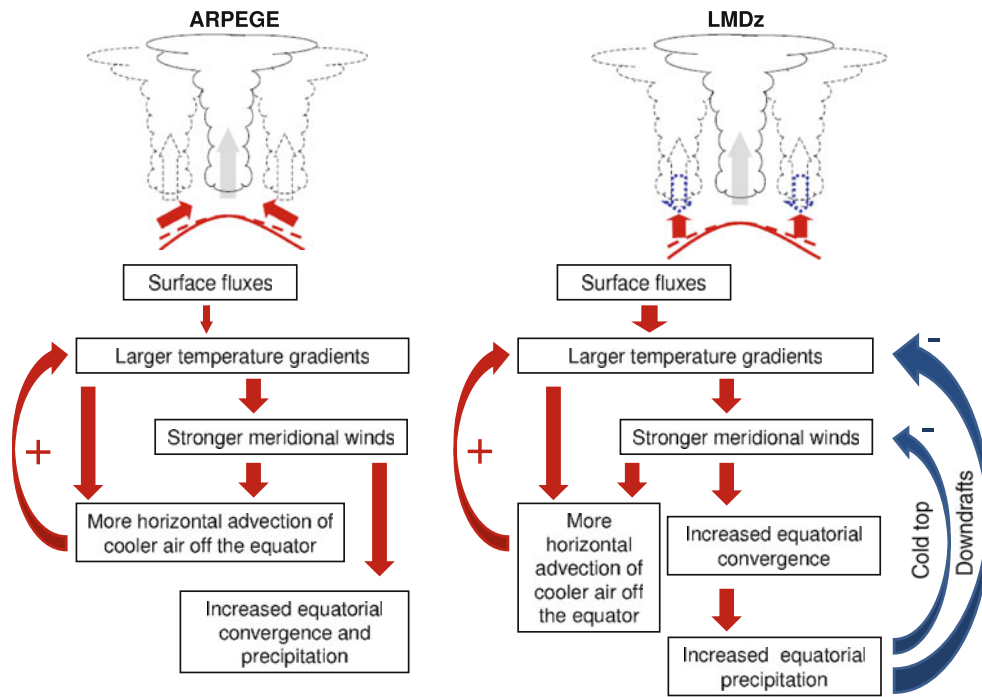 ARPEGE
Surface fluxes
Larger temperature gradients
Stronger meridional winds
+
More horizontal advection of
cooler air off the equator
Increased equatorial
convergence and
precipitation
LMDz
Surface fluxes
Larger temperature gradients
-
Stronger meridional winds
-
+
More
horizontal
advection of
cooler air off
the equator
Increased equatorial
convergence
Increased equatorial
precipitation
Cold top
Downdrafts